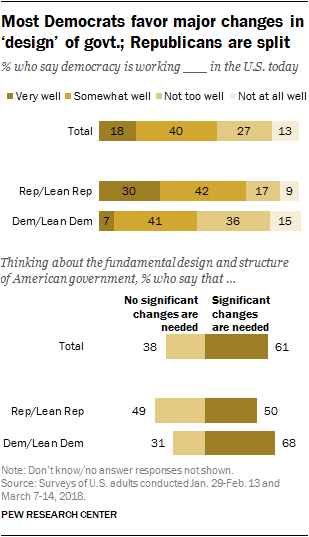 Most Democrats favor major changes in
‘design’ of govt.; Republicans are split
% who say democracy is working ___ in the U.S. today
Very well Somewhat well Not too well Not at all well
Total 18 40 27 13
Rep/Lean Rep 30 42 17 9
Dem/Lean Dem 7 41 36 15
Thinking about the fundamental design and structure
of American government, % who say that ...
No significant changes are needed
Significant changes are needed
Total 38 61
Rep/Lean Rep 49 50
Dem/Lean Dem 31 68
Note: Don’t know/no answer responses not shown.
Source: Surveys of U.S. adults conducted Jan. 29-Feb. 13 and
March 7-14, 2018.
PEW RESEARCH CENTER